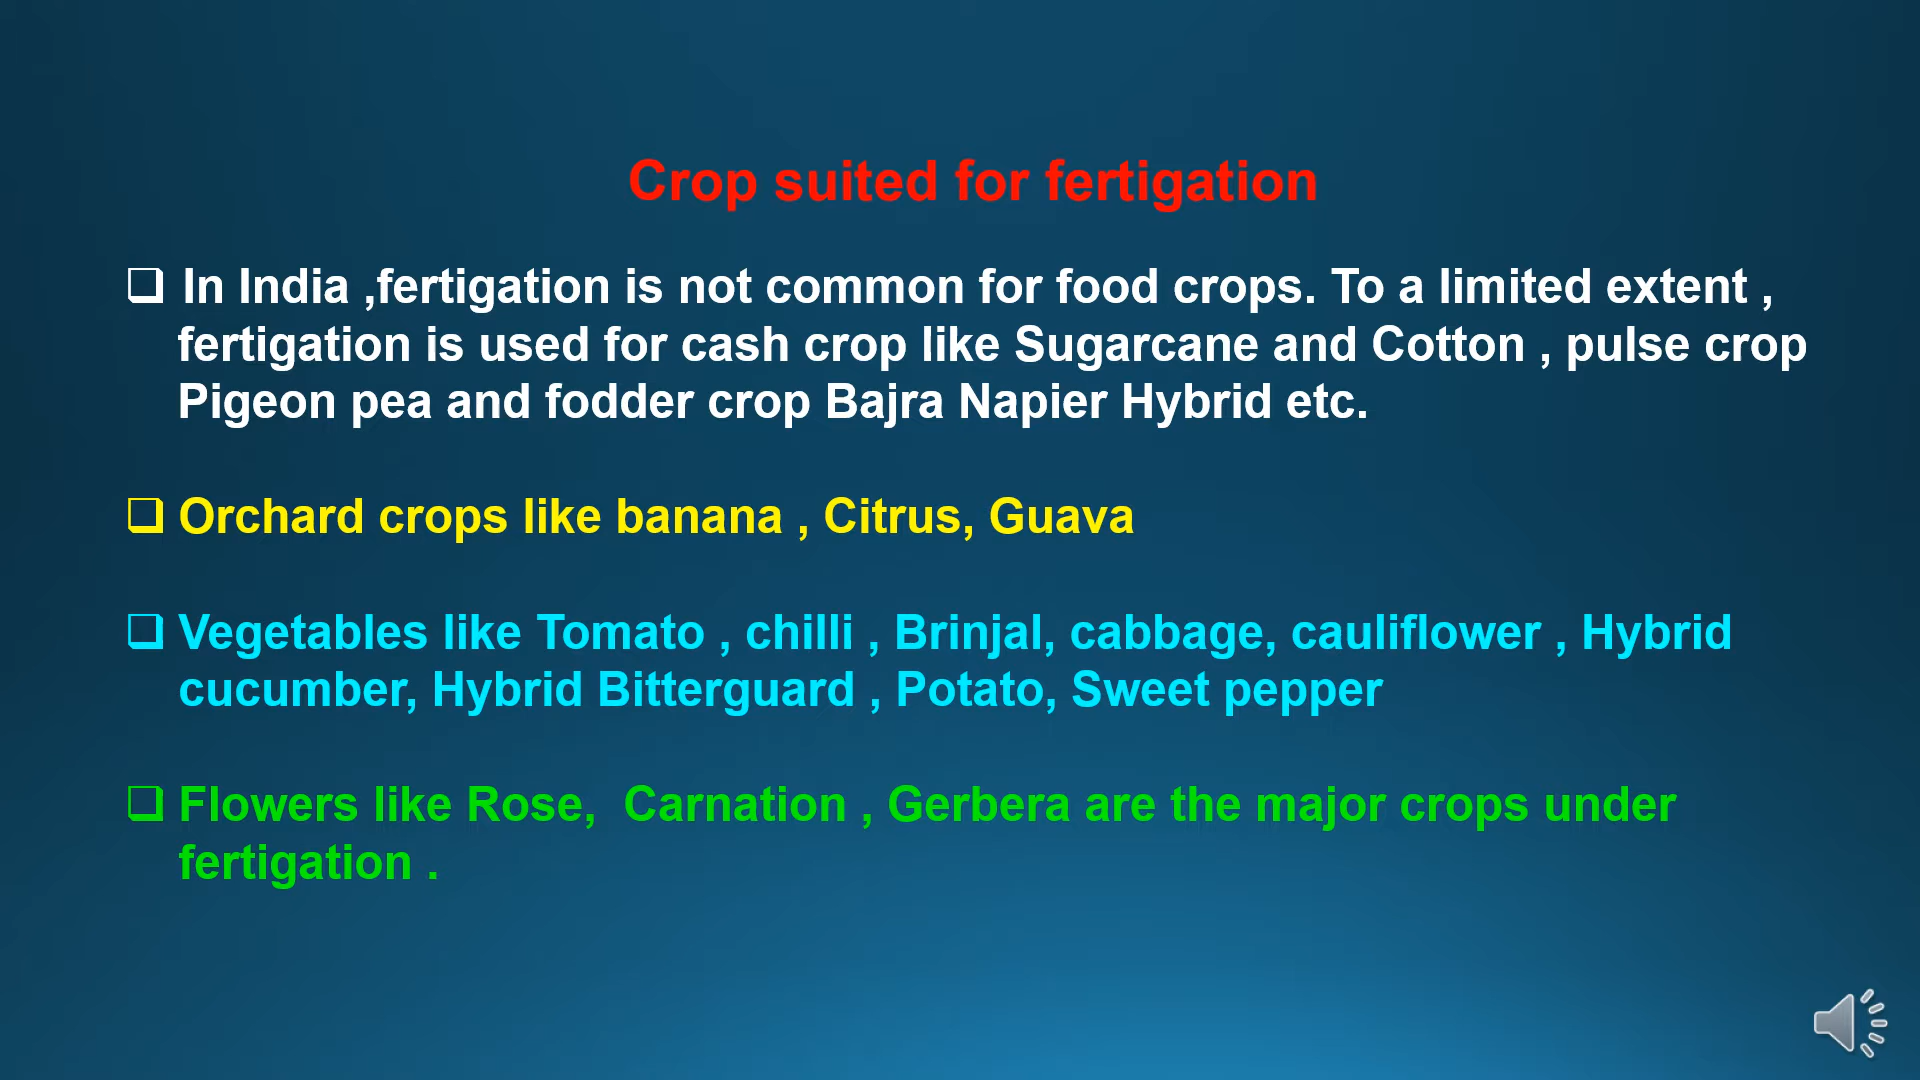 Crop suited for fertigation
❑ In India ,fertigation is not common for food crops. To a limited extent ,
fertigation is used for cash crop like Sugarcane and Cotton , pulse crop
Pigeon pea and fodder crop Bajra Napier Hybrid etc.
❑ Orchard crops like banana , Citrus, Guava
❑ Vegetables like Tomato , chilli , Brinjal, cabbage, cauliflower , Hybrid
cucumber, Hybrid Bitterguard , Potato, Sweet pepper
❑ Flowers like Rose,  Carnation , Gerbera are the major crops under
fertigation .